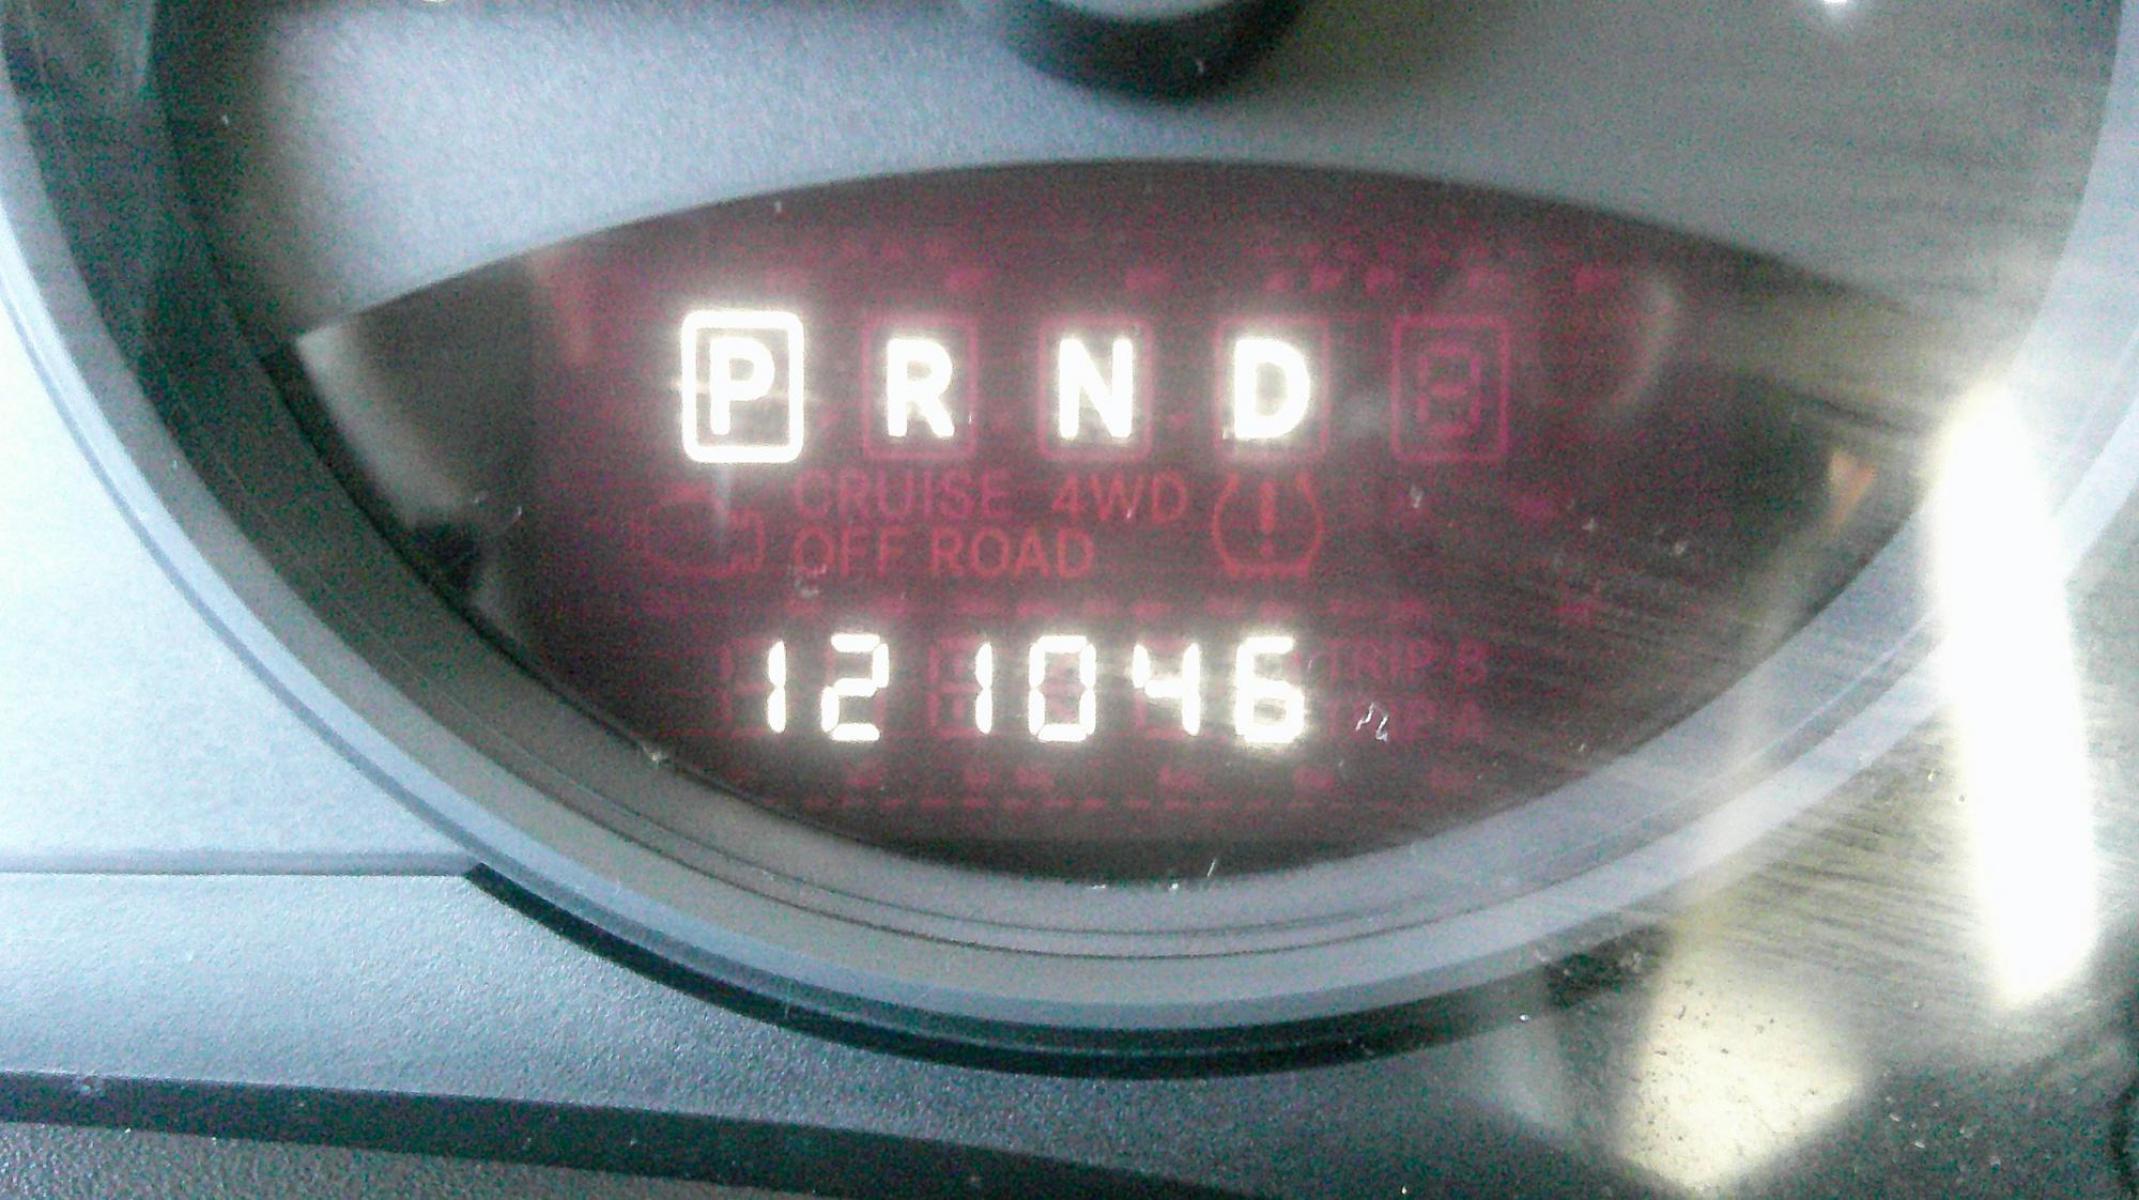 P R N D
CRUISE 4WD
OFF ROAD
121046
TRIP B
TRIP A